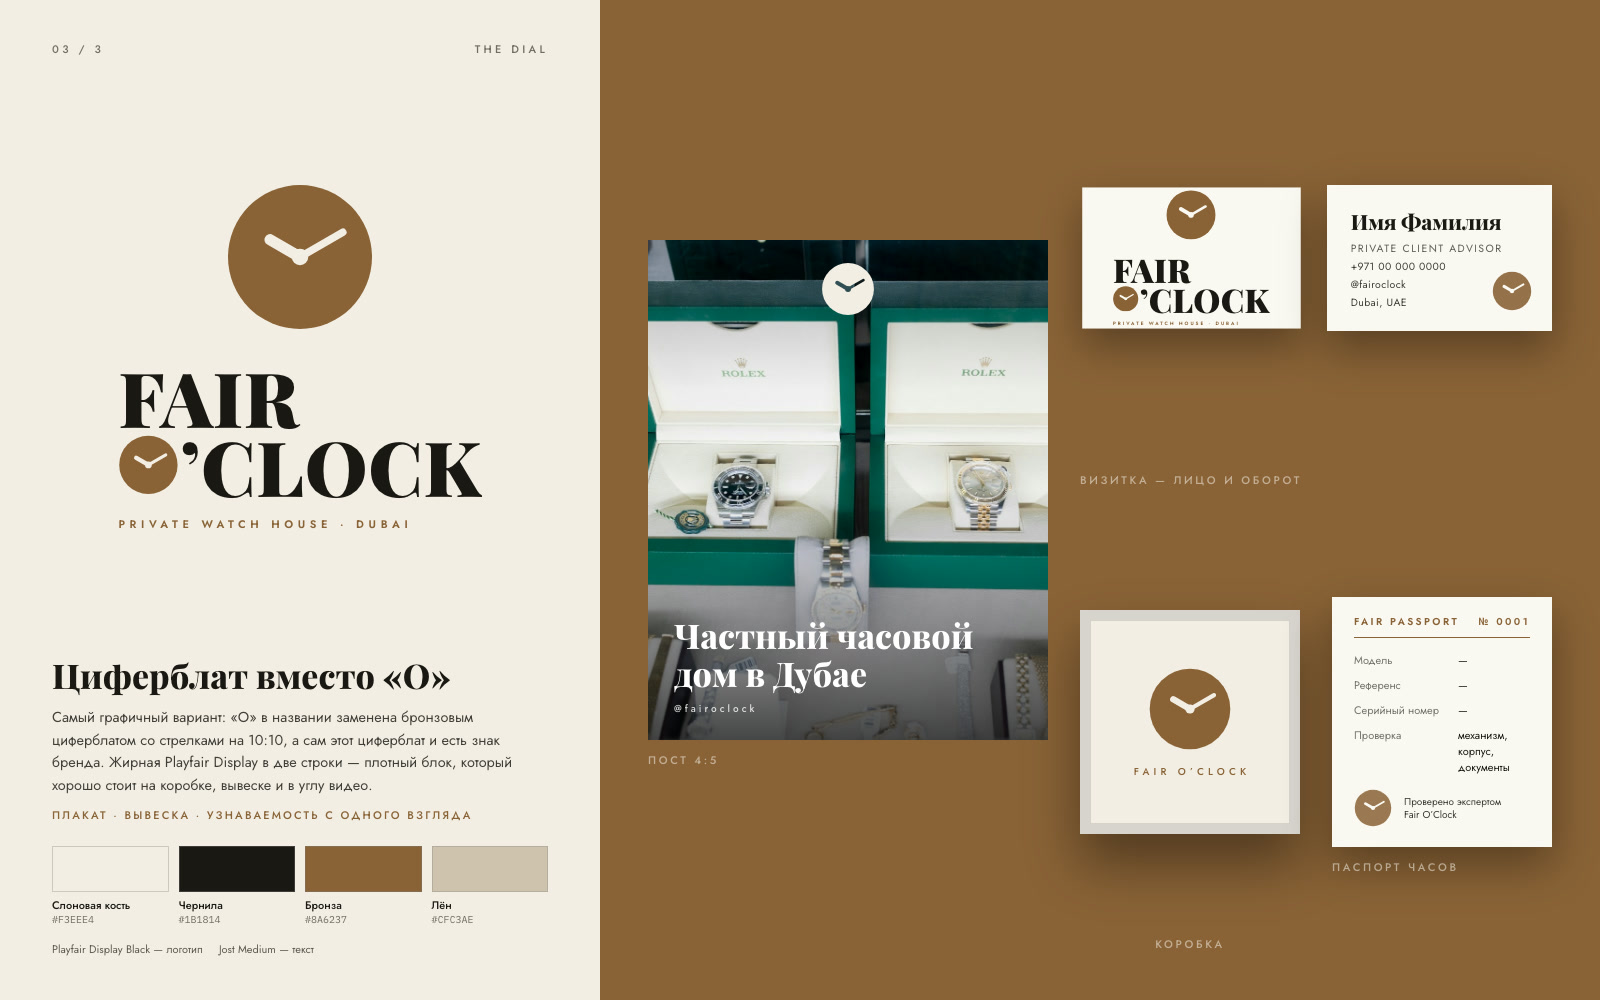 03 / 3
THE DIAL
FAIR
’CLOCK
PRIVATE WATCH HOUSE · DUBAI
Циферблат вместо «О»
Самый графичный вариант: «О» в названии заменена бронзовым
циферблатом со стрелками на 10:10, а сам этот циферблат и есть знак
бренда. Жирная Playfair Display в две строки — плотный блок, который
хорошо стоит на коробке, вывеске и в углу видео.
ПЛАКАТ · ВЫВЕСКА · УЗНАВАЕМОСТЬ С ОДНОГО ВЗГЛЯДА
Слоновая кость
#F3EEE4
Чернила
#1B1814
Бронза
#8A6237
Лён
#CFC3AE
Playfair Display Black — логотип
Jost Medium — текст
ROLEX
ROLEX
Частный часовой
дом в Дубае
@fairoclock
ПОСТ 4:5
FAIR
’CLOCK
PRIVATE WATCH HOUSE · DUBAI
Имя Фамилия
PRIVATE CLIENT ADVISOR
+971 00 000 0000
@fairoclock
Dubai, UAE
ВИЗИТКА — ЛИЦО И ОБОРОТ
FAIR O’CLOCK
КОРОБКА
FAIR PASSPORT № 0001
Модель —
Референс —
Серийный номер —
Проверка механизм,
корпус,
документы
Проверено экспертом
Fair O’Clock
ПАСПОРТ ЧАСОВ